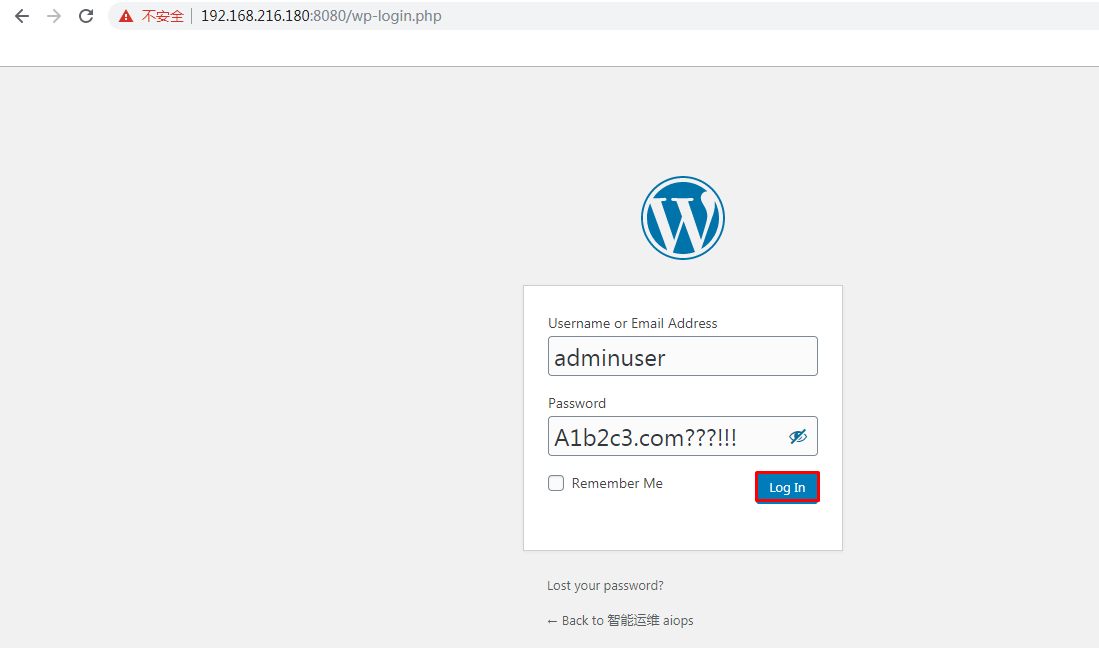 不安全 192.168.216.180:8080/wp-login.php
Username or Email Address
adminuser
Password
A1b2c3.com???!!!
Remember Me
Log In
Lost your password?
← Back to 智能运维 aiops